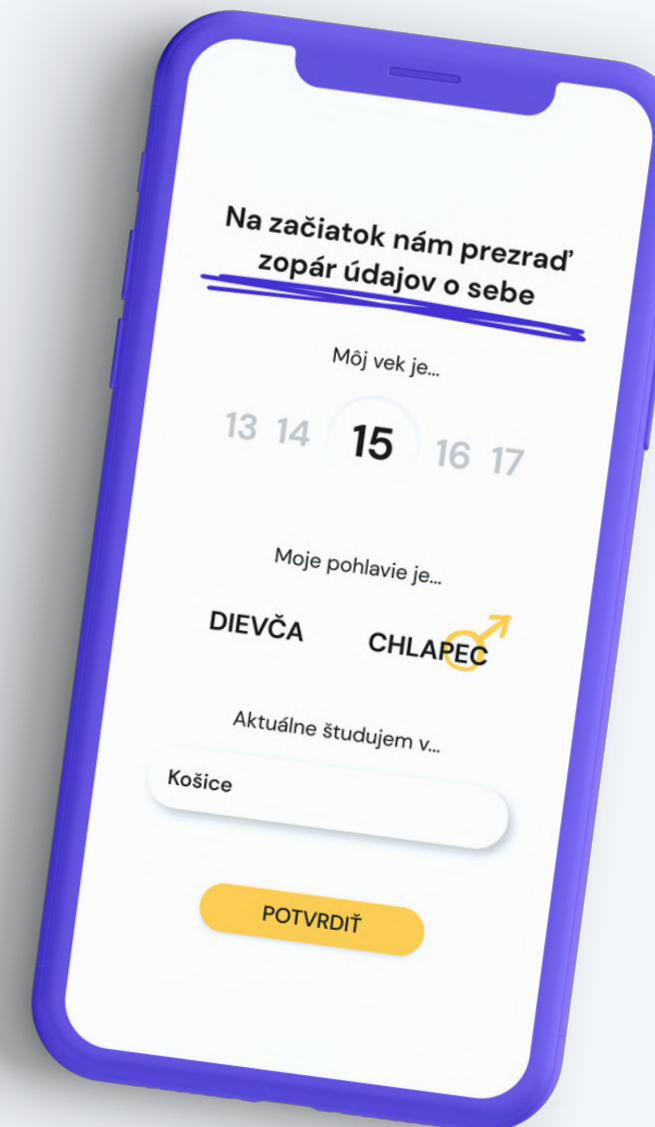 Na začiatok nám prezraď
zopár údajov o sebe
Môj vek je...
13 14 15 16 17
Moje pohlavie je...
DIEVČA CHLAPEC
Aktuálne študujem v...
Košice
POTVRDIŤ